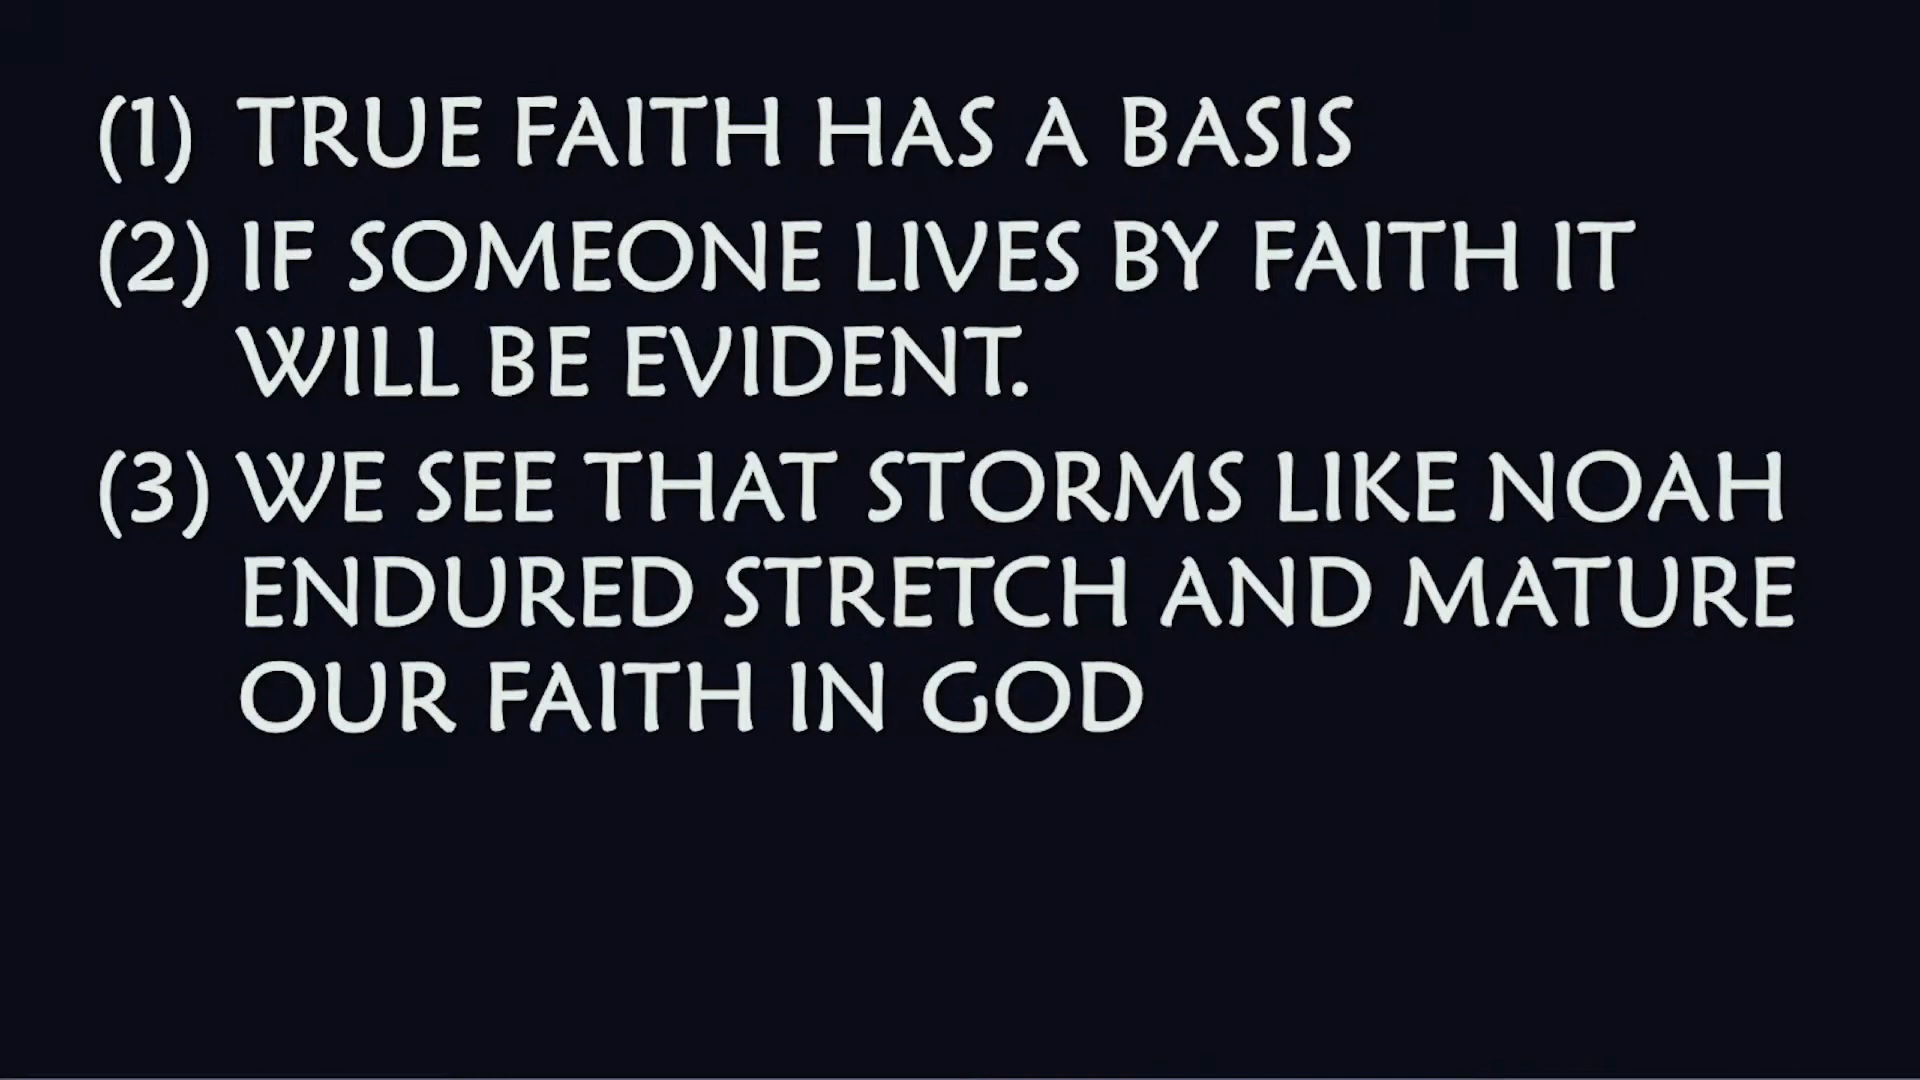 (1) TRUE FAITH HAS A BASIS
(2) IF SOMEONE LIVES BY FAITH IT
WILL BE EVIDENT.
(3) WE SEE THAT STORMS LIKE NOAH
ENDURED STRETCH AND MATURE
OUR FAITH IN GOD